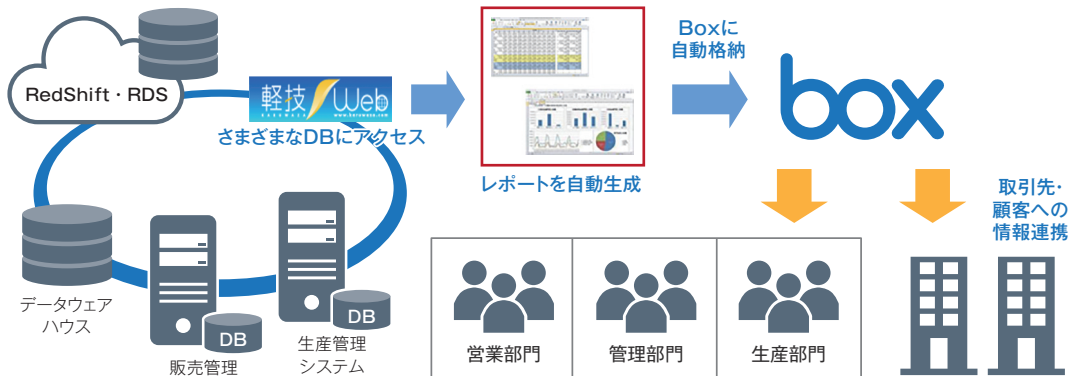 RedShift・RDS
軽技Web
www.karuwaza.com
さまざまなDBにアクセス
データウェア
ハウス
DB
販売管理
DB
生産管理
システム
レポートを自動生成
Boxに
自動格納
box
取引先・
顧客への
情報連携
営業部門
管理部門
生産部門